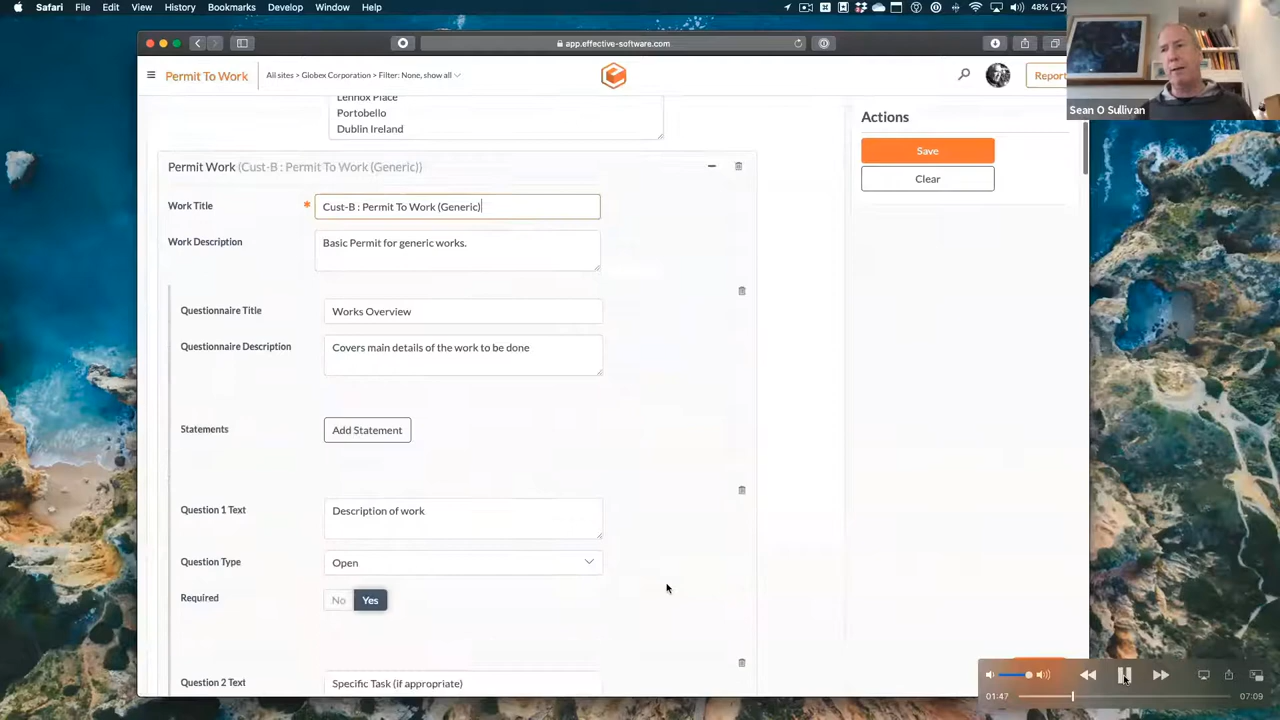 Safari File Edit View History Bookmarks Develop Window Help 48%
app.effective-software.com
Permit To Work All sites > Globex Corporation > Filter: None, show all Report
Sean O Sullivan
Lennox Place
Portobello
Dublin Ireland
Actions
Save
Clear
Permit Work (Cust-B : Permit To Work (Generic))
Work Title * Cust-B : Permit To Work (Generic)
Work Description Basic Permit for generic works.
Questionnaire Title Works Overview
Questionnaire Description Covers main details of the work to be done
Statements Add Statement
Question 1 Text Description of work
Question Type Open
Required No Yes
Question 2 Text Specific Task (if appropriate)
01:47 07:09